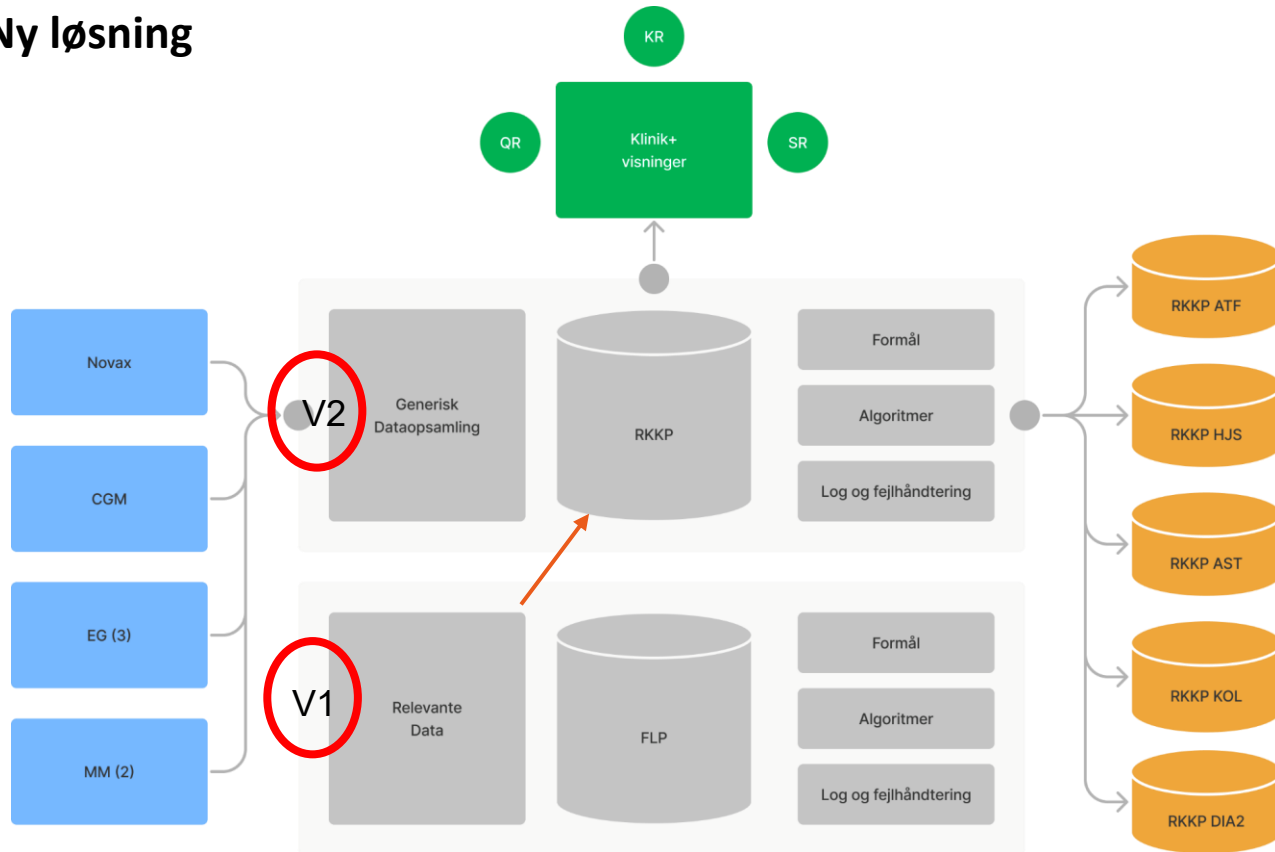 Ny løsning
KR
QR
Klinik+
visninger
SR
Novax
CGM
EG (3)
MM (2)
V2
Generisk
Dataopsamling
RKKP
Formål
Algoritmer
Log og fejlhåndtering
V1
Relevante
Data
FLP
Formål
Algoritmer
Log og fejlhåndtering
RKKP ATF
RKKP HJS
RKKP AST
RKKP KOL
RKKP DIA2